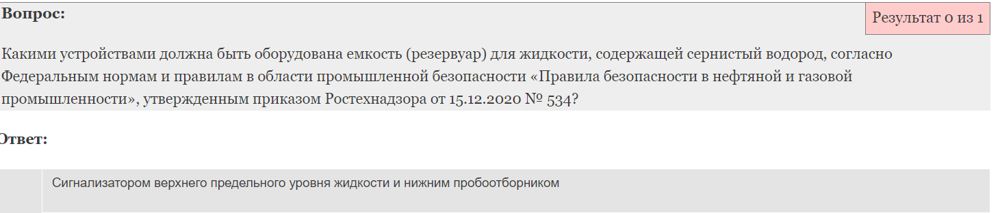 Вопрос:
Результат 0 из 1
Какими устройствами должна быть оборудована емкость (резервуар) для жидкости, содержащей сернистый водород, согласно
Федеральным нормам и правилам в области промышленной безопасности «Правила безопасности в нефтяной и газовой
промышленности», утвержденным приказом Ростехнадзора от 15.12.2020 № 534?
Ответ:
Сигнализатором верхнего предельного уровня жидкости и нижним пробоотборником